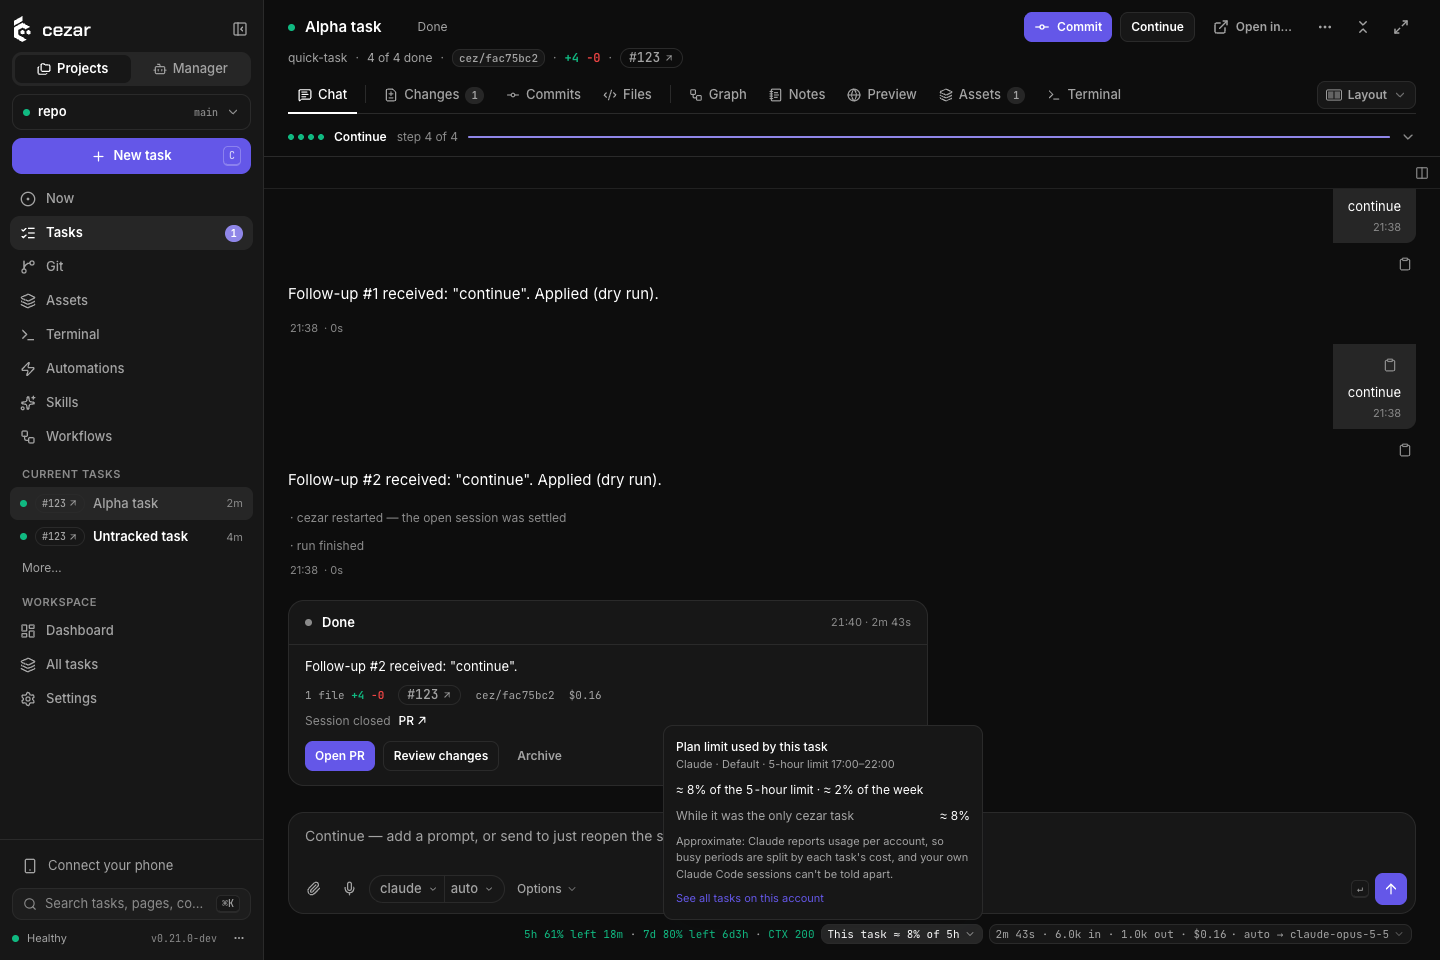 cezar
Projects
Manager
repo
main
New task
C
Now
Tasks
1
Git
Assets
Terminal
Automations
Skills
Workflows
CURRENT TASKS
#123 ↗ Alpha task 2m
#123 ↗ Untracked task 4m
More...
WORKSPACE
Dashboard
All tasks
Settings
Connect your phone
Search tasks, pages, co... ⌘K
Healthy v0.21.0-dev ···
Alpha task Done
Commit
Continue
Open in...
quick-task · 4 of 4 done · cez/fac75bc2 · +4 -0 · #123 ↗
Chat
Changes 1
Commits
Files
Graph
Notes
Preview
Assets 1
Terminal
Layout
Continue step 4 of 4
continue
21:38
Follow-up #1 received: "continue". Applied (dry run).
21:38 · 0s
continue
21:38
Follow-up #2 received: "continue". Applied (dry run).
· cezar restarted — the open session was settled
· run finished
21:38 · 0s
Done 21:40 · 2m 43s
Follow-up #2 received: "continue".
1 file +4 -0 #123 ↗ cez/fac75bc2 $0.16
Session closed PR ↗
Open PR
Review changes
Archive
Plan limit used by this task
Claude · Default · 5-hour limit 17:00–22:00
≈ 8% of the 5-hour limit · ≈ 2% of the week
While it was the only cezar task ≈ 8%
Approximate: Claude reports usage per account, so
busy periods are split by each task's cost, and your own
Claude Code sessions can't be told apart.
See all tasks on this account
Continue — add a prompt, or send to just reopen the s
claude
auto
Options
5h 61% left 18m · 7d 80% left 6d3h · CTX 200
This task ≈ 8% of 5h
2m 43s · 6.0k in · 1.0k out · $0.16 · auto → claude-opus-5-5